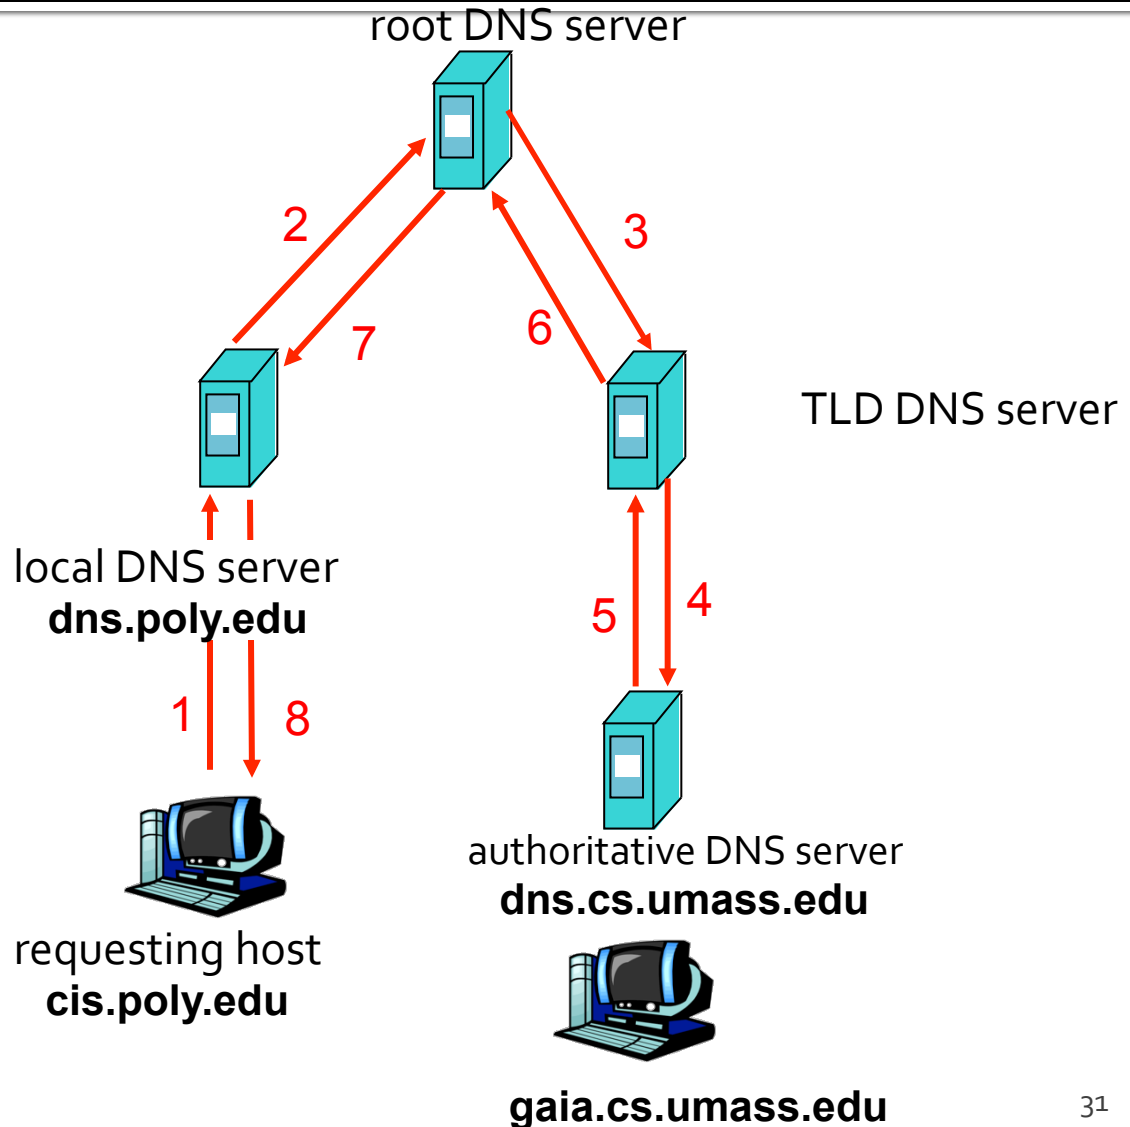 root DNS server
2
3
7
6
TLD DNS server
local DNS server
dns.poly.edu
5
4
1
8
authoritative DNS server
dns.cs.umass.edu
requesting host
cis.poly.edu
gaia.cs.umass.edu
31